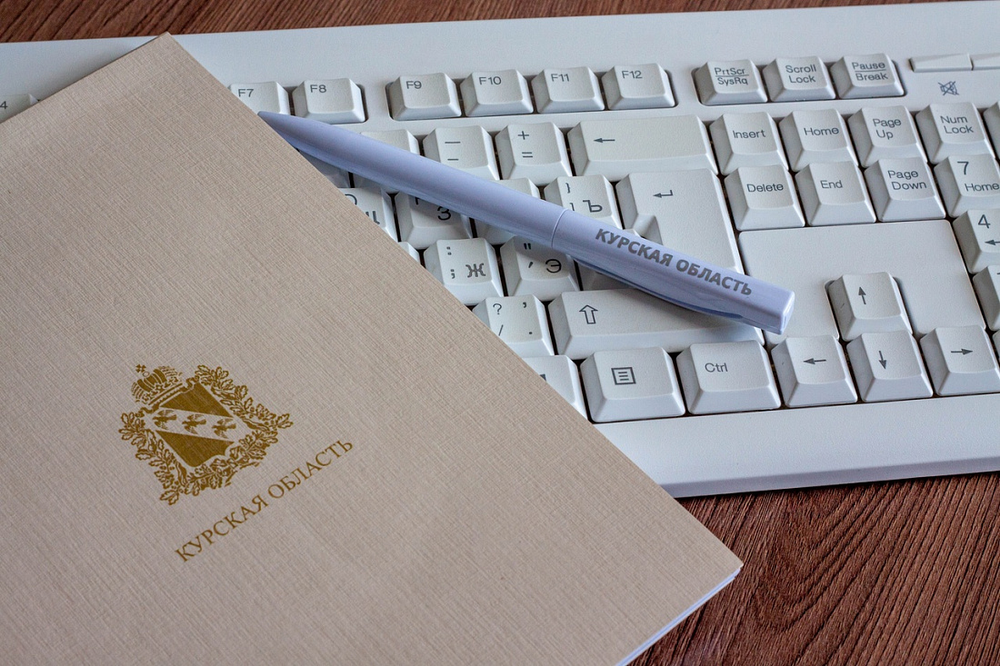 F7 F8 F9 F10 F11 F12 PrtScr Scroll Pause
SysRq Lock Break
4
_ + ← Insert Home Page Num
- = Up Lock
} Ъ ↵ Delete End Page 7
] Down Home
З
КУРСКАЯ ОБЛАСТЬ
: Ж " Э 4
; ' ←
? , ⇧ ↑
/ .
Ctrl ← ↓ →
КУРСКАЯ ОБЛАСТЬ